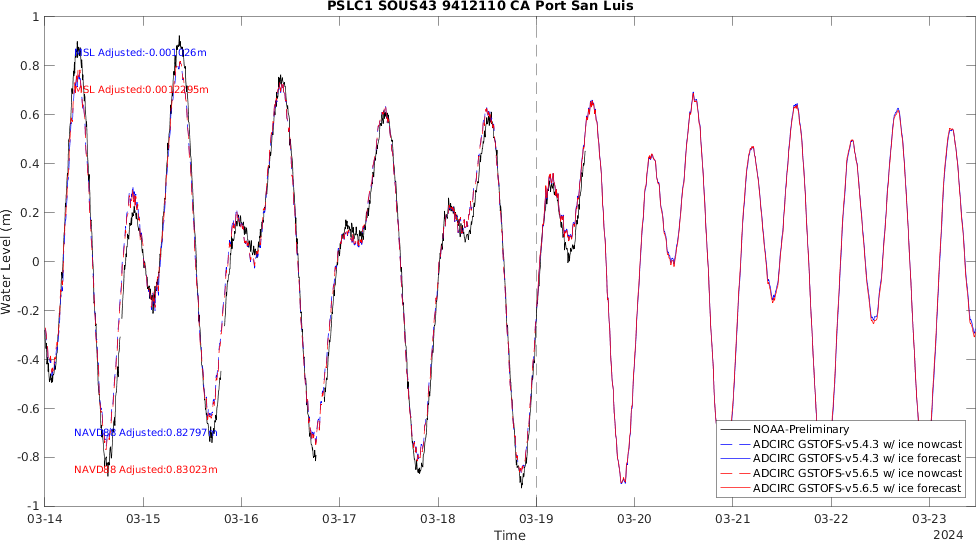 PSLC1 SOUS43 9412110 CA Port San Luis
1
0.8
0.6
0.4
0.2
0
-0.2
-0.4
-0.6
-0.8
-1
Water Level (m)
MSL Adjusted:-0.001026m
MSL Adjusted:0.0012295m
NAVD88 Adjusted:0.82797m
NAVD88 Adjusted:0.83023m
NOAA-Preliminary
ADCIRC GSTOFS-v5.4.3 w/ ice nowcast
ADCIRC GSTOFS-v5.4.3 w/ ice forecast
ADCIRC GSTOFS-v5.6.5 w/ ice nowcast
ADCIRC GSTOFS-v5.6.5 w/ ice forecast
03-14 03-15 03-16 03-17 03-18 03-19 03-20 03-21 03-22 03-23
Time
2024